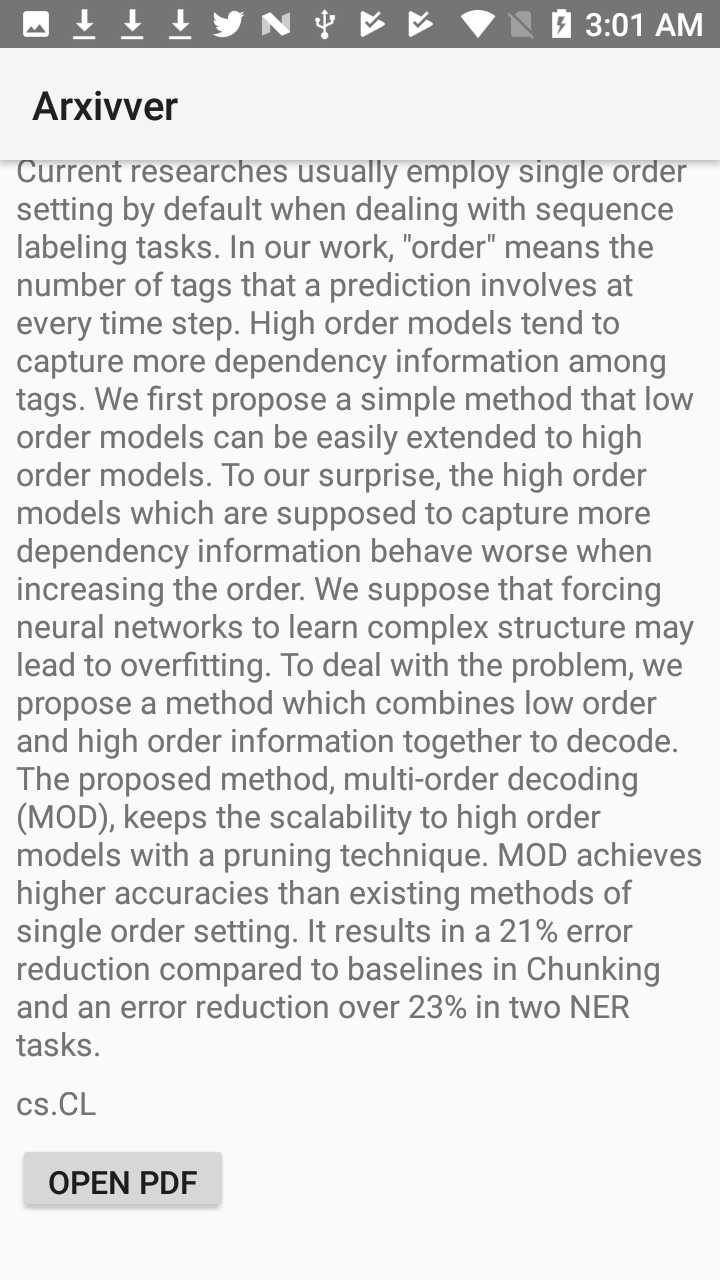 3:01 AM
Arxivver
Current researches usually employ single order
setting by default when dealing with sequence
labeling tasks. In our work, "order" means the
number of tags that a prediction involves at
every time step. High order models tend to
capture more dependency information among
tags. We first propose a simple method that low
order models can be easily extended to high
order models. To our surprise, the high order
models which are supposed to capture more
dependency information behave worse when
increasing the order. We suppose that forcing
neural networks to learn complex structure may
lead to overfitting. To deal with the problem, we
propose a method which combines low order
and high order information together to decode.
The proposed method, multi-order decoding
(MOD), keeps the scalability to high order
models with a pruning technique. MOD achieves
higher accuracies than existing methods of
single order setting. It results in a 21% error
reduction compared to baselines in Chunking
and an error reduction over 23% in two NER
tasks.
cs.CL
OPEN PDF